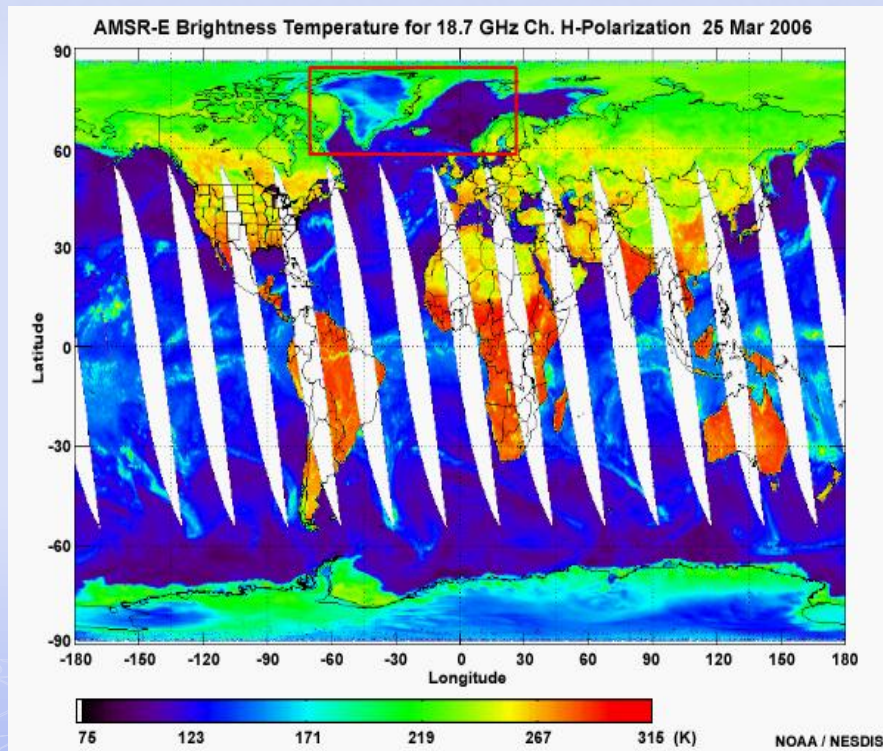 AMSR-E Brightness Temperature for 18.7 GHz Ch. H-Polarization 25 Mar 2006
90
60
30
0
-30
-60
-90
Latitude
-180 -150 -120 -90 -60 -30 0 30 60 90 120 150 180
Longitude
75 123 171 219 267 315 (K)
NOAA / NESDIS